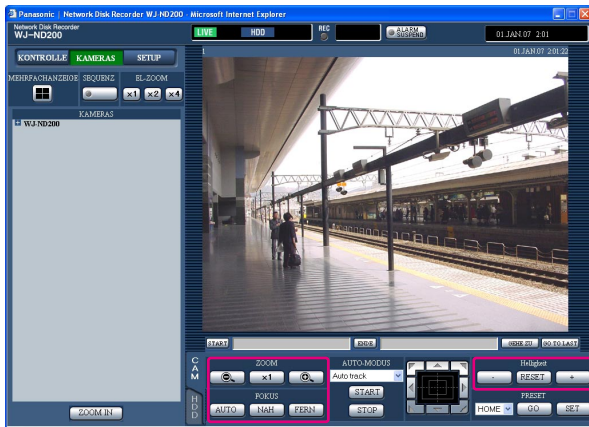 Panasonic | Network Disk Recorder WJ-ND200 - Microsoft Internet Explorer
Network Disk Recorder
WJ-ND200
LIVE HDD REC ALARM SUSPEND 01.JAN.07 2:01
KONTROLLE KAMERAS SETUP
1 01.JAN.07 2:01:22
MEHRFACHANZEIGE SEQUENZ EL-ZOOM
x1 x2 x4
KAMERAS
WJ-ND200
START ENDE GEHE ZU GO TO LAST
CAM
ZOOM AUTO-MODUS Helligkeit
x1 Auto track - RESET +
HDD
FOKUS START PRESET
ZOOM IN AUTO NAH FERN STOP HOME GO SET